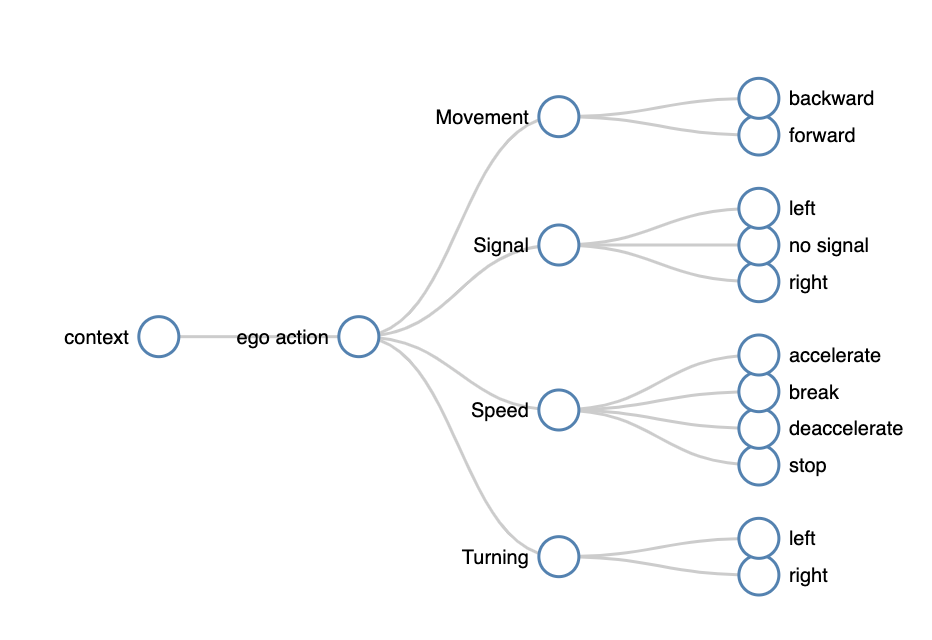 context
ego action
Movement
backward
forward
Signal
left
no signal
right
Speed
accelerate
break
deaccelerate
stop
Turning
left
right